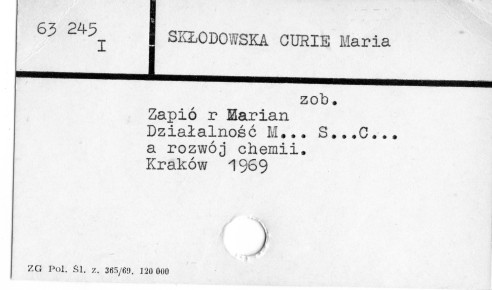 63 245
I
SKŁODOWSKA CURIE Maria
zob.
Zapió r Marian
Działalność M... S...C...
a rozwój chemii.
Kraków 1969
ZG Pol. Śl. z. 365/69. 120 000